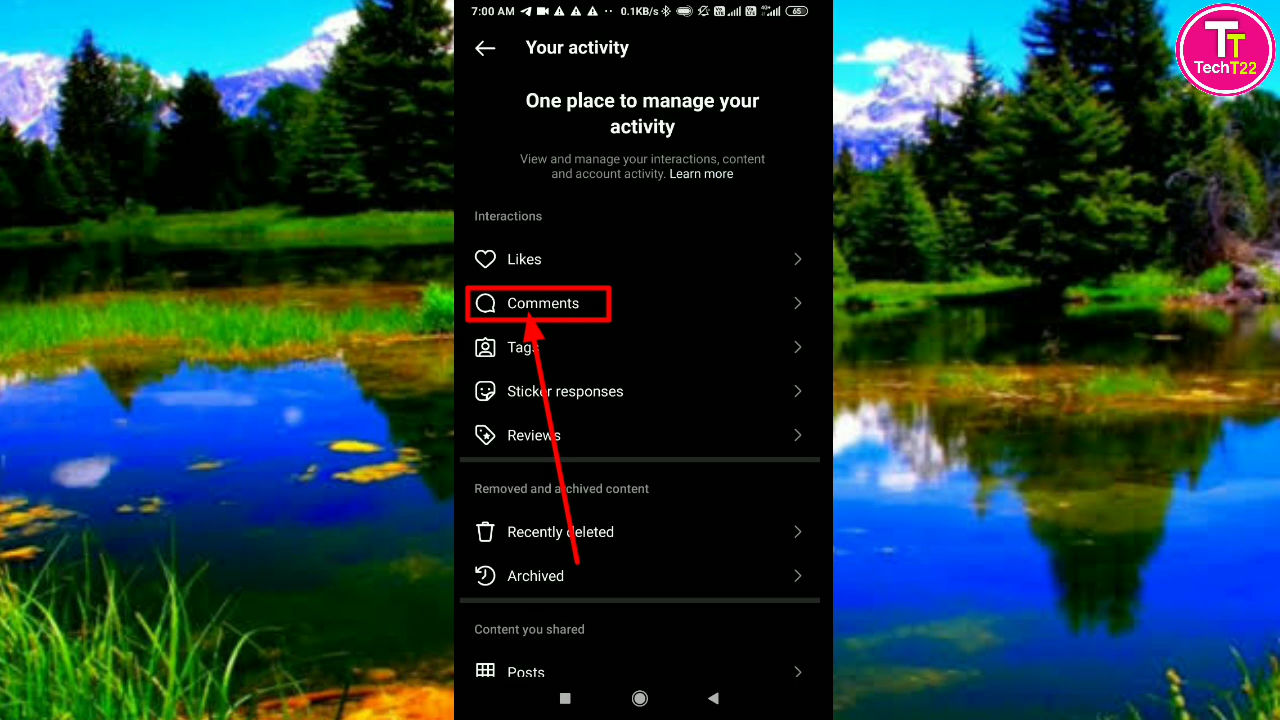 7:00 AM
0.1KB/s
65
Your activity
One place to manage your
activity
View and manage your interactions, content
and account activity. Learn more
Interactions
Likes
Comments
Tags
Sticker responses
Reviews
Removed and archived content
Recently deleted
Archived
Content you shared
Posts
TT
TechT22